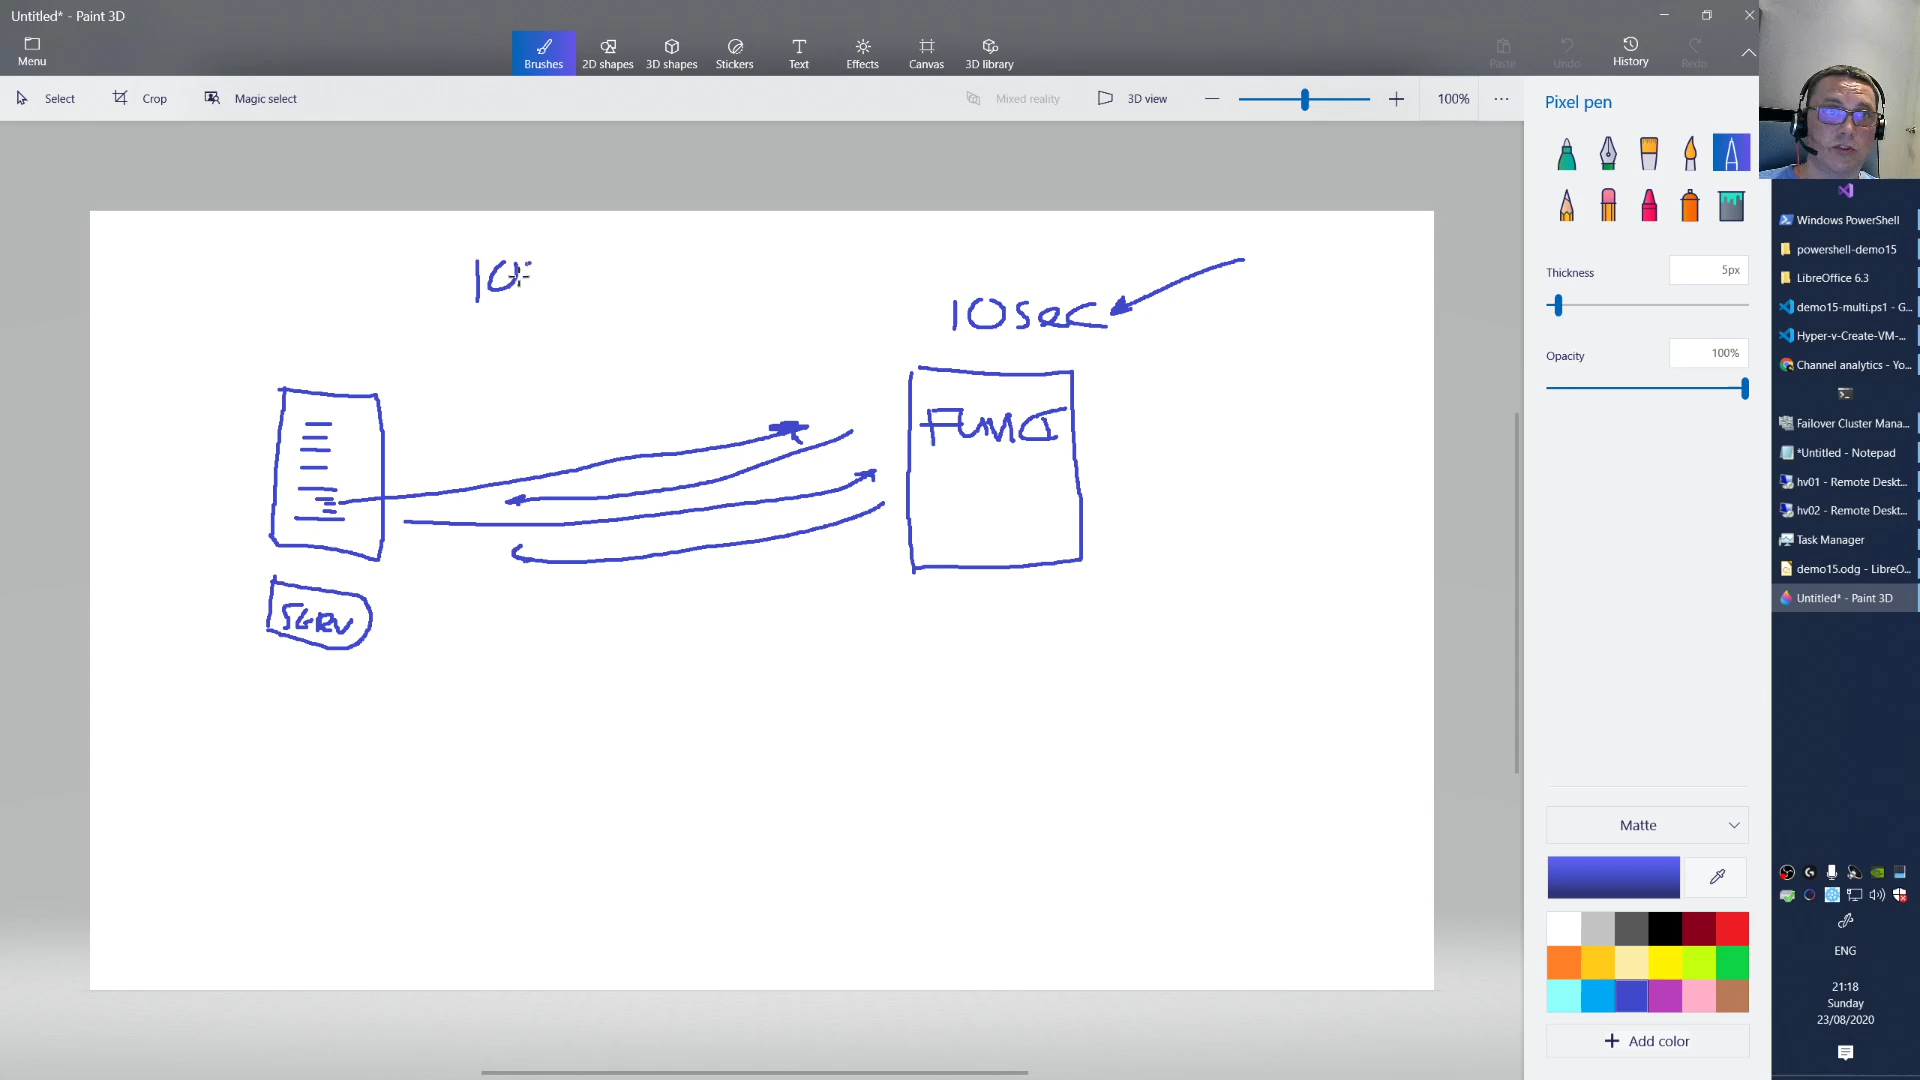 Untitled* - Paint 3D
Menu
Brushes
2D shapes
3D shapes
Stickers
Text
Effects
Canvas
3D library
Paste
Undo
History
Redo
Select
Crop
Magic select
Mixed reality
3D view
100%
Pixel pen
Thickness
5px
Opacity
100%
Matte
Add color
10
10sec
FUNCT
SERV
Windows PowerShell
powershell-demo15
LibreOffice 6.3
demo15-multi.ps1 - G...
Hyper-v-Create-VM-...
Channel analytics - Yo...
Failover Cluster Mana...
*Untitled - Notepad
hv01 - Remote Deskt...
hv02 - Remote Deskt...
Task Manager
demo15.odg - LibreO...
Untitled* - Paint 3D
ENG
21:18
Sunday
23/08/2020